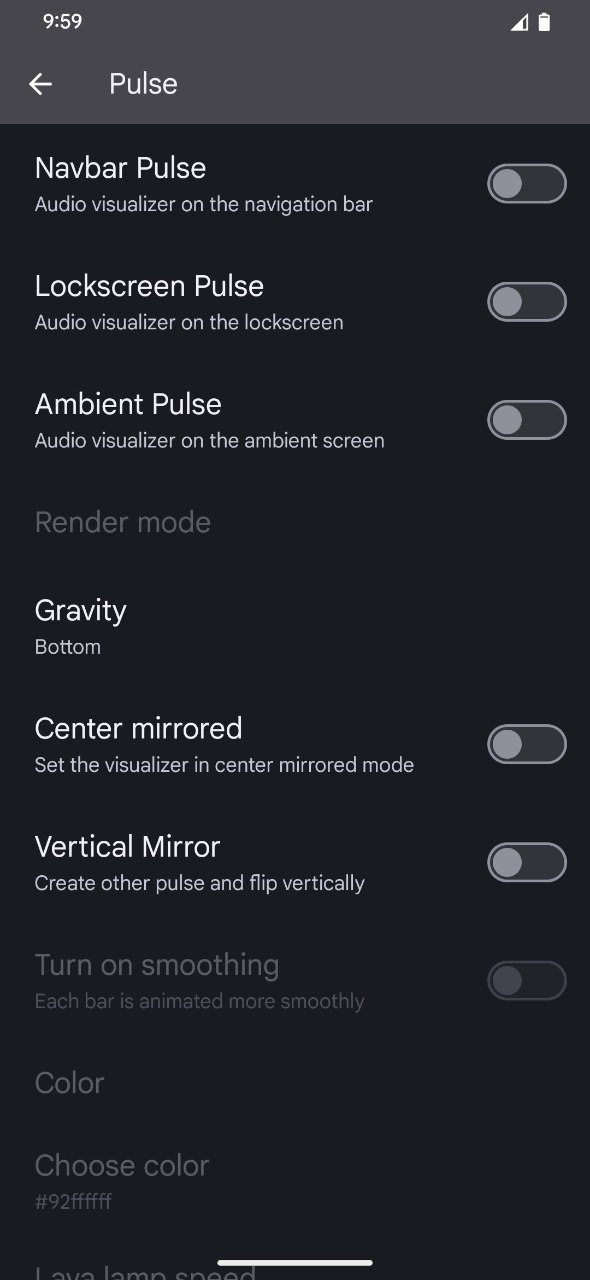 9:59
Pulse
Navbar Pulse
Audio visualizer on the navigation bar
Lockscreen Pulse
Audio visualizer on the lockscreen
Ambient Pulse
Audio visualizer on the ambient screen
Render mode
Gravity
Bottom
Center mirrored
Set the visualizer in center mirrored mode
Vertical Mirror
Create other pulse and flip vertically
Turn on smoothing
Each bar is animated more smoothly
Color
Choose color
#92ffffff
Lava lamp speed